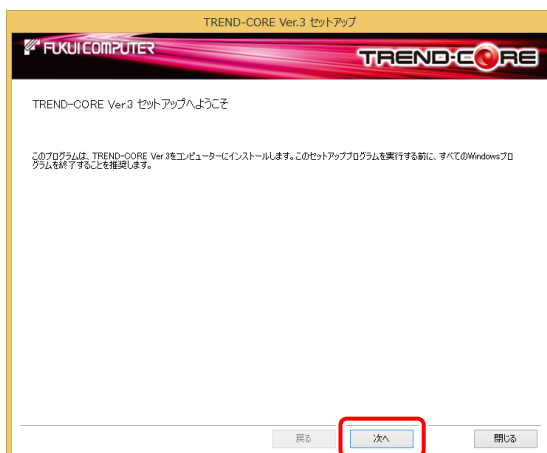 TREND-CORE Ver.3 セットアップ
FUKUI COMPUTER
TREND-CORE
TREND-CORE Ver.3 セットアップへようこそ
このプログラムは、TREND-CORE Ver.3をコンピューターにインストールします。このセットアッププログラムを実行する前に、すべてのWindowsプロ
グラムを終了することを推奨します。
戻る
次へ
閉じる